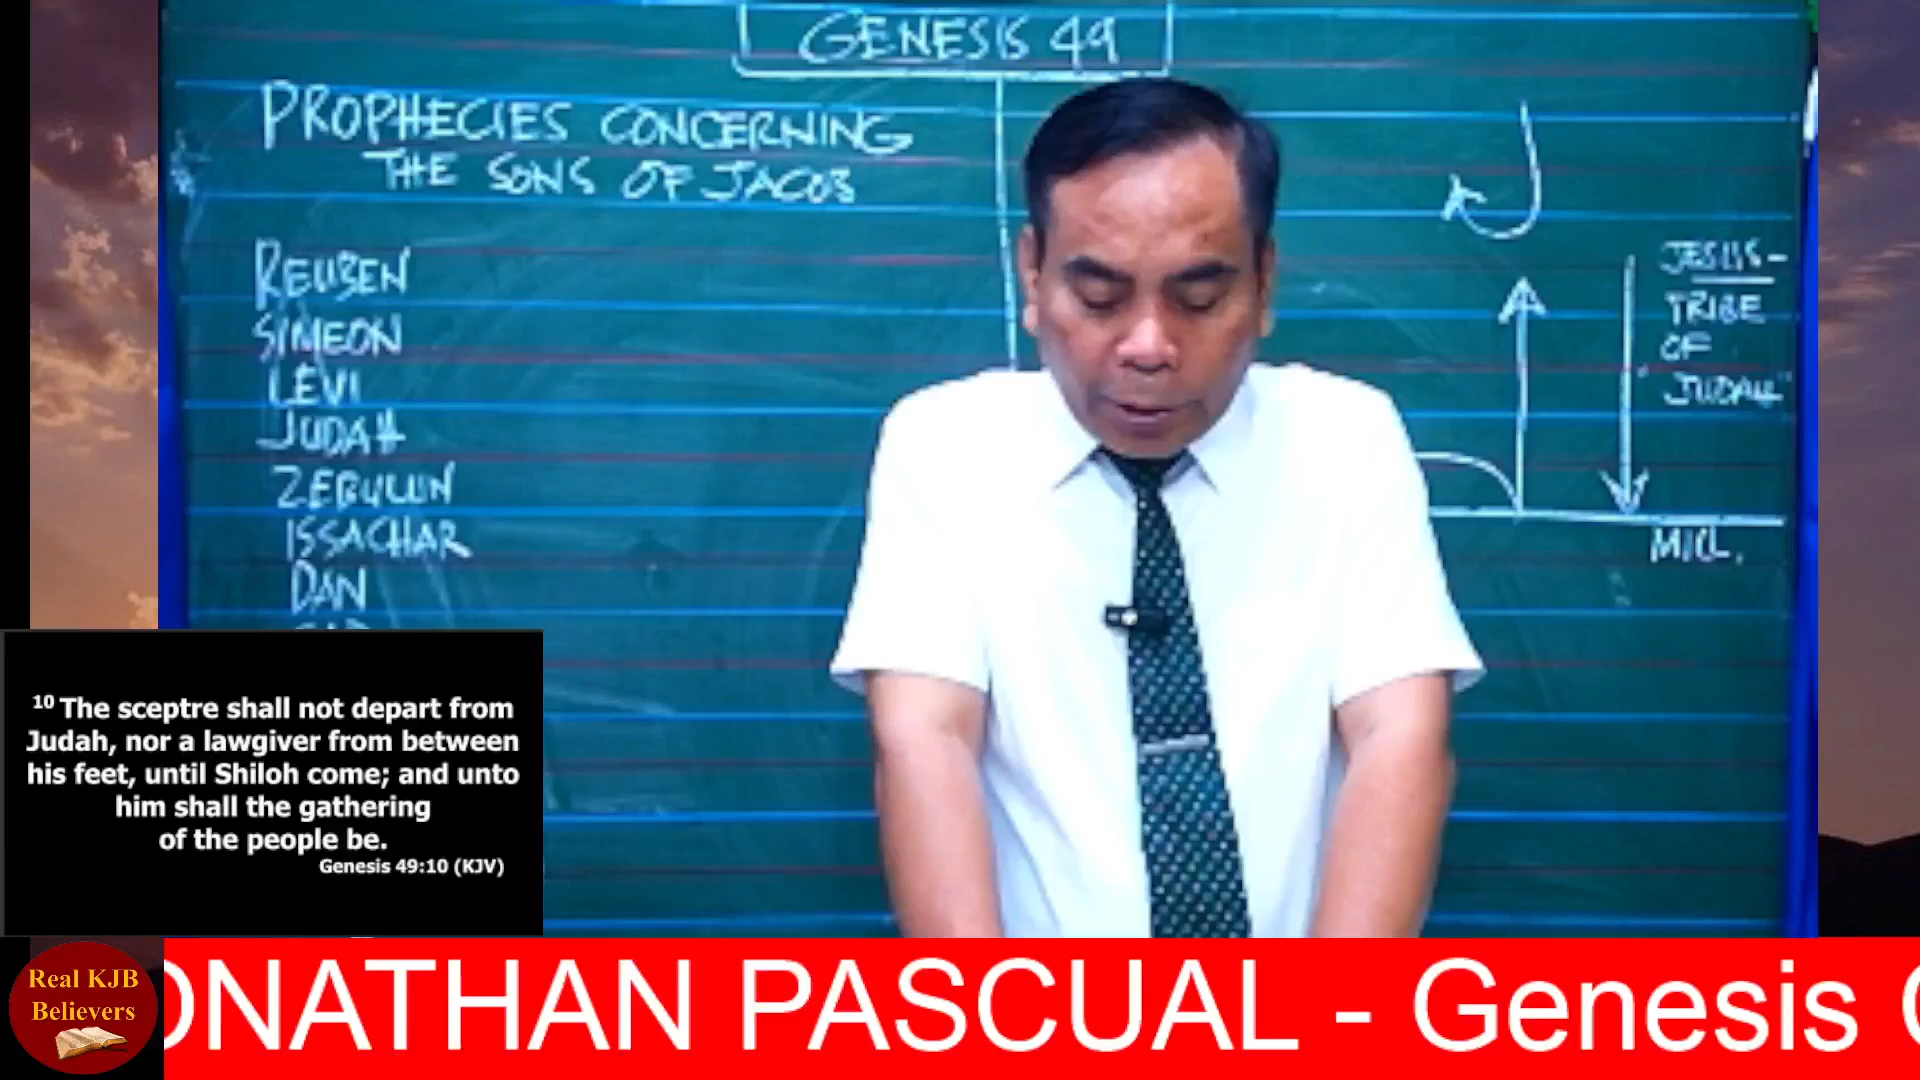 GENESIS 49
PROPHECIES CONCERNING
THE SONS OF JACOB
REUBEN
SIMEON
LEVI
JUDAH
ZEBULUN
ISSACHAR
DAN
JESUS-
TRIBE
OF
JUDAH
MILL.
10 The sceptre shall not depart from
Judah, nor a lawgiver from between
his feet, until Shiloh come; and unto
him shall the gathering
of the people be.
Genesis 49:10 (KJV)
Real KJB
Believers
ONATHAN PASCUAL - Genesis